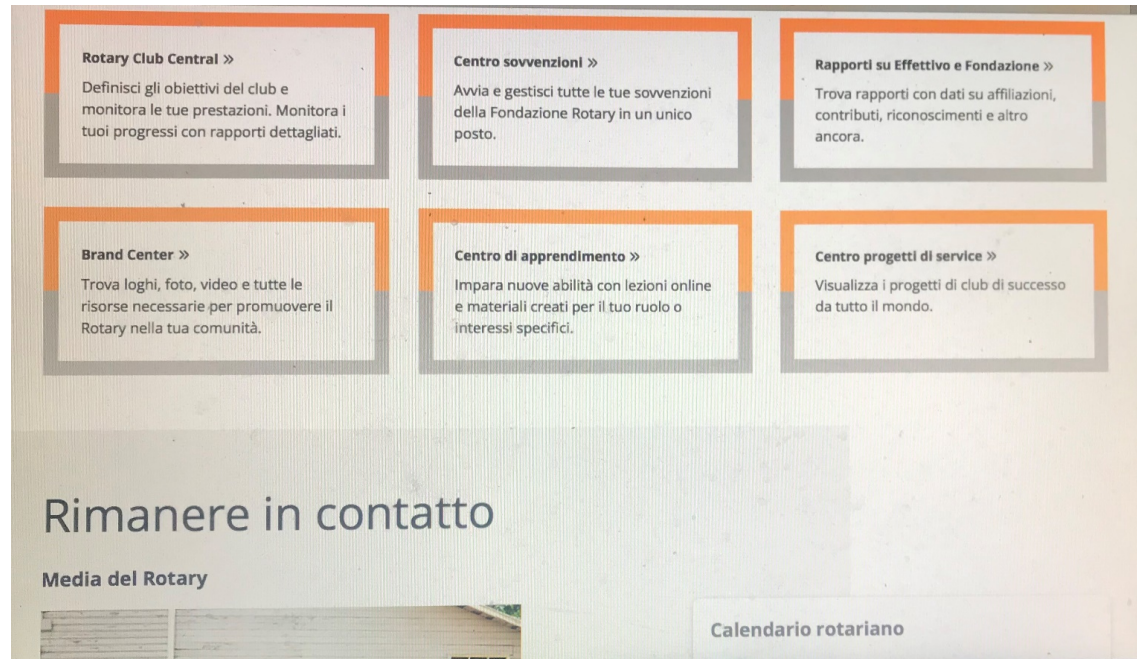 Rotary Club Central »
Definisci gli obiettivi del club e
monitora le tue prestazioni. Monitora i
tuoi progressi con rapporti dettagliati.
Centro sovvenzioni »
Avvia e gestisci tutte le tue sovvenzioni
della Fondazione Rotary in un unico
posto.
Rapporti su Effettivo e Fondazione »
Trova rapporti con dati su affiliazioni,
contributi, riconoscimenti e altro
ancora.
Brand Center »
Trova loghi, foto, video e tutte le
risorse necessarie per promuovere il
Rotary nella tua comunità.
Centro di apprendimento »
Impara nuove abilità con lezioni online
e materiali creati per il tuo ruolo o
interessi specifici.
Centro progetti di service »
Visualizza i progetti di club di successo
da tutto il mondo.
Rimanere in contatto
Media del Rotary
Calendario rotariano